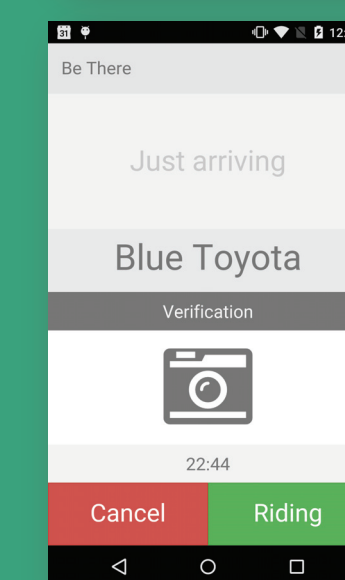 31 12:
Be There
Just arriving
Blue Toyota
Verification
22:44
Cancel Riding